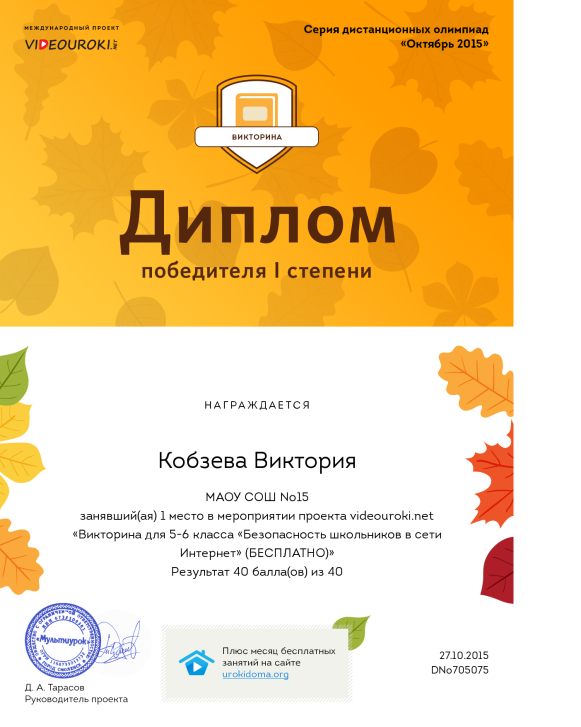 МЕЖДУНАРОДНЫЙ ПРОЕКТ
VIDEOUROKI.NET
Серия дистанционных олимпиад
«Октябрь 2015»
ВИКТОРИНА
Диплом
победителя I степени
НАГРАЖДАЕТСЯ
Кобзева Виктория
МАОУ СОШ No15
занявший(ая) 1 место в мероприятии проекта videouroki.net
«Викторина для 5-6 класса «Безопасность школьников в сети
Интернет» (БЕСПЛАТНО)»
Результат 40 балла(ов) из 40
«Мультиурок»
Плюс месяц бесплатных
занятий на сайте
urokidoma.org
27.10.2015
DNo705075
Д. А. Тарасов
Руководитель проекта